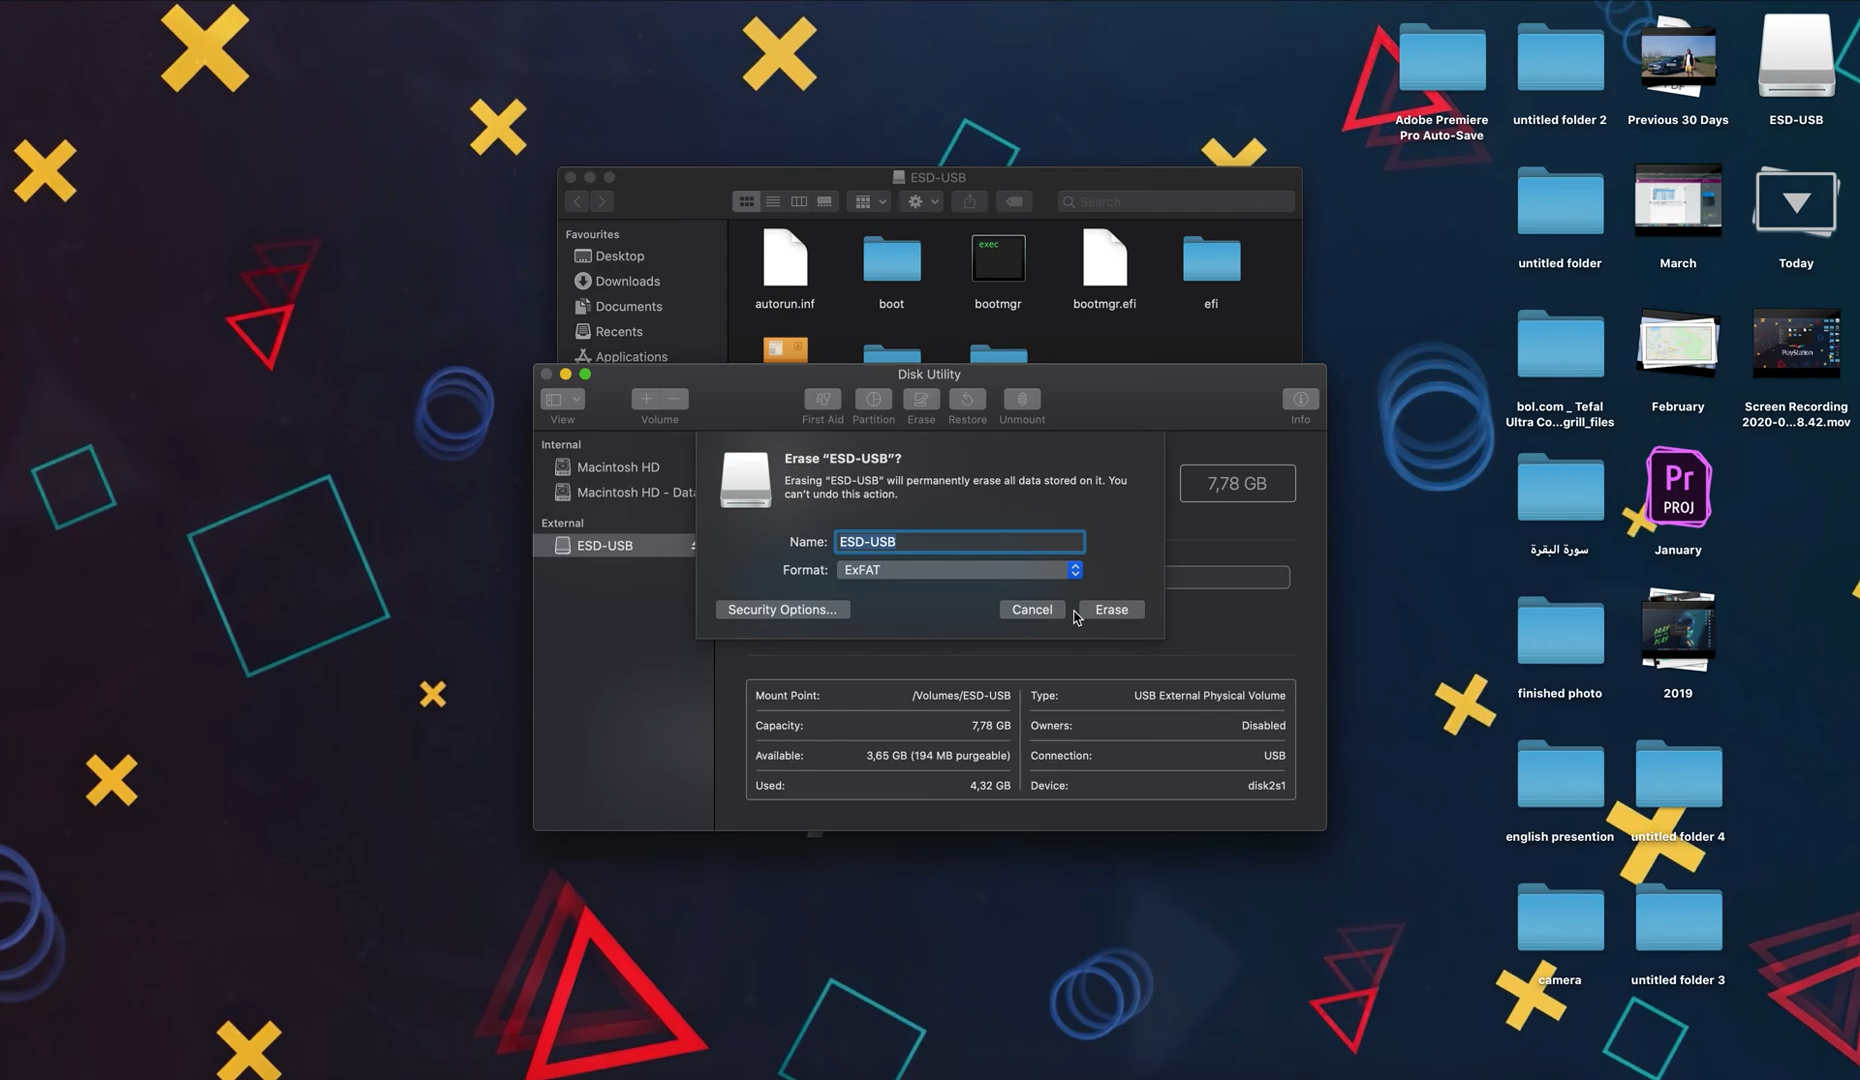 Adobe Premiere
Pro Auto-Save
untitled folder 2
Previous 30 Days
ESD-USB
untitled folder
March
Today
bol.com _ Tefal
Ultra Co...grill_files
February
Screen Recording
2020-0...8.42.mov
سورة البقرة
Pr
PROJ
January
finished photo
2019
english presention
untitled folder 4
camera
untitled folder 3
ESD-USB
Search
Favourites
Desktop
Downloads
Documents
Recents
Applications
exec
autorun.inf
boot
bootmgr
bootmgr.efi
efi
Disk Utility
View
Volume
First Aid
Partition
Erase
Restore
Unmount
Info
Internal
Macintosh HD
Macintosh HD - Data
External
ESD-USB
Erase “ESD-USB”?
Erasing “ESD-USB” will permanently erase all data stored on it. You
can’t undo this action.
Name: ESD-USB
Format: ExFAT
Security Options...
Cancel
Erase
7,78 GB
Mount Point: /Volumes/ESD-USB
Capacity: 7,78 GB
Available: 3,65 GB (194 MB purgeable)
Used: 4,32 GB
Type: USB External Physical Volume
Owners: Disabled
Connection: USB
Device: disk2s1